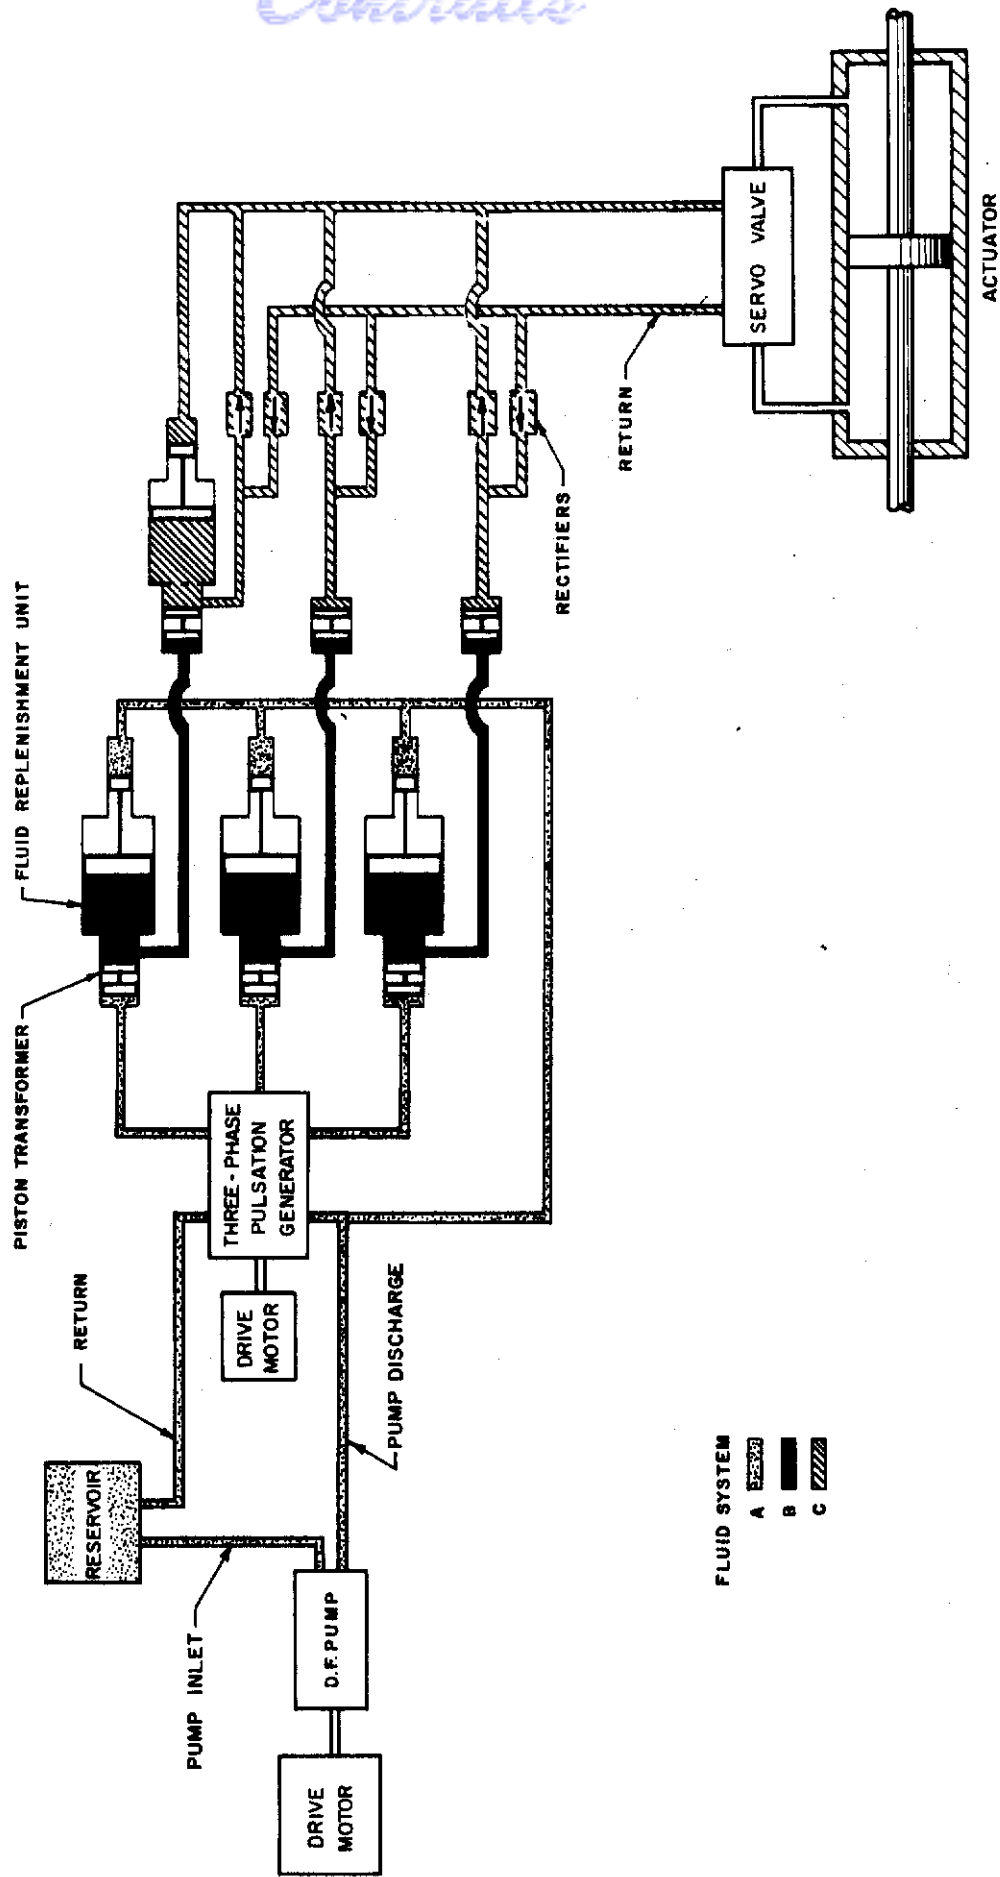 Contrails
FLUID REPLENISHMENT UNIT
PISTON TRANSFORMER
RETURN
RESERVOIR
PUMP INLET
THREE-PHASE
PULSATION
GENERATOR
DRIVE
MOTOR
PUMP DISCHARGE
D.F. PUMP
DRIVE
MOTOR
RECTIFIERS
RETURN
SERVO VALVE
ACTUATOR
FLUID SYSTEM
A
B
C